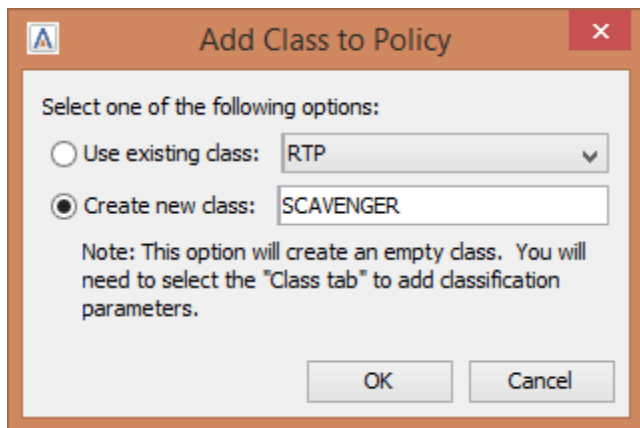 Add Class to Policy
Select one of the following options:
Use existing class: RTP
Create new class: SCAVENGER
Note: This option will create an empty class. You will
need to select the "Class tab" to add classification
parameters.
OK Cancel